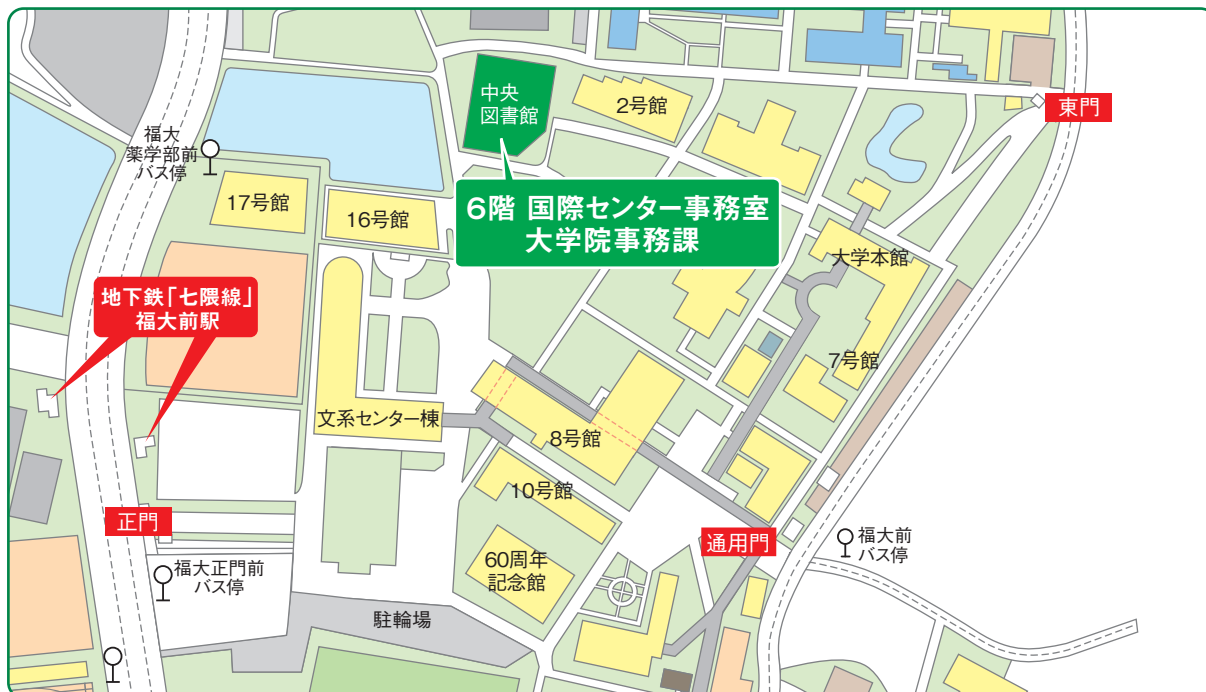 中央
図書館
2号館
東門
福大
薬学部前
バス停
17号館
16号館
6階 国際センター事務室
大学院事務課
大学本館
地下鉄「七隈線」
福大前駅
7号館
文系センター棟
8号館
10号館
正門
通用門
福大前
バス停
福大正門前
バス停
60周年
記念館
駐輪場